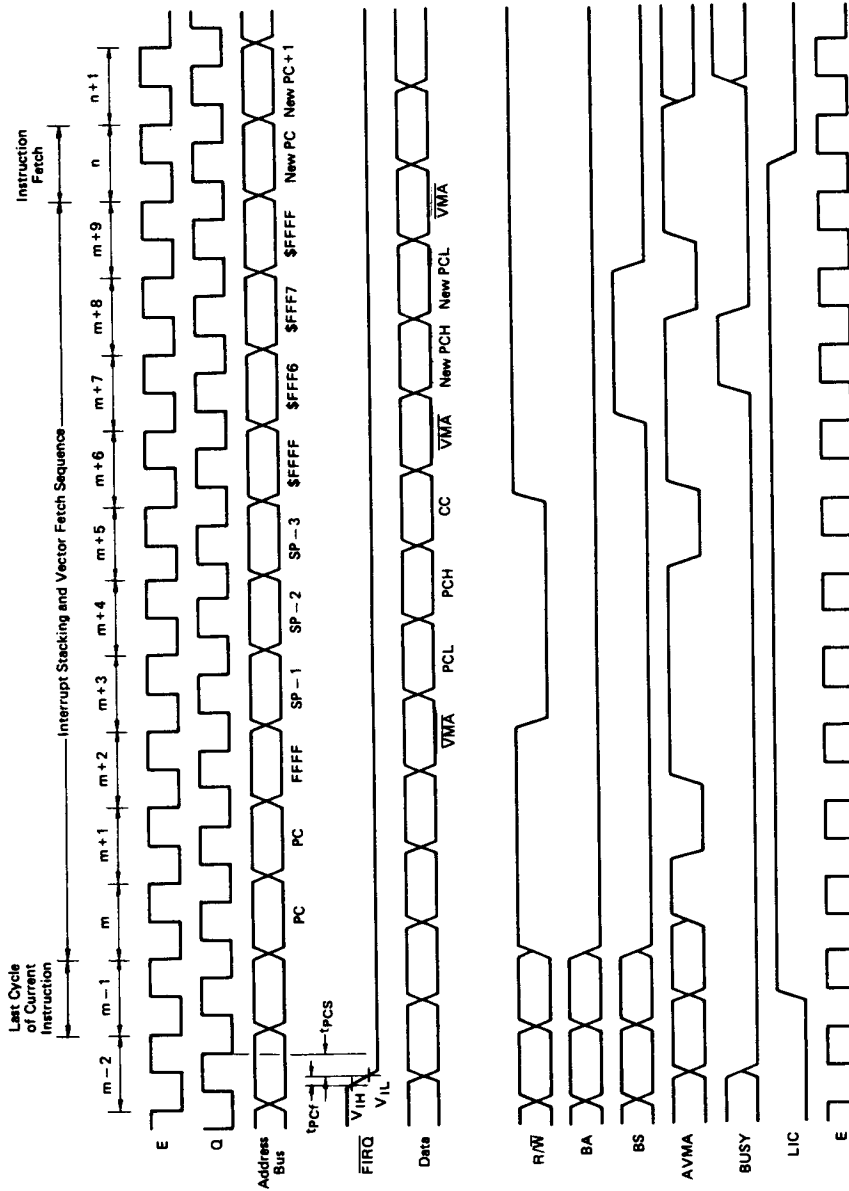 Last Cycle
of Current
Instruction
Interrupt Stacking and Vector Fetch Sequence
Instruction
Fetch
m-2
m-1
m
m+1
m+2
m+3
m+4
m+5
m+6
m+7
m+8
m+9
n
n+1
E
Q
Address
Bus
PC
PC
FFFF
SP-1
SP-2
SP-3
$FFFF
$FFF6
$FFF7
$FFFF
New PC
New PC+1
tPCf
tPCS
VIH
VIL
FIRQ
Data
VMA
PCL
PCH
CC
VMA
New PCH
New PCL
VMA
R/W
BA
BS
AVMA
BUSY
LIC
E